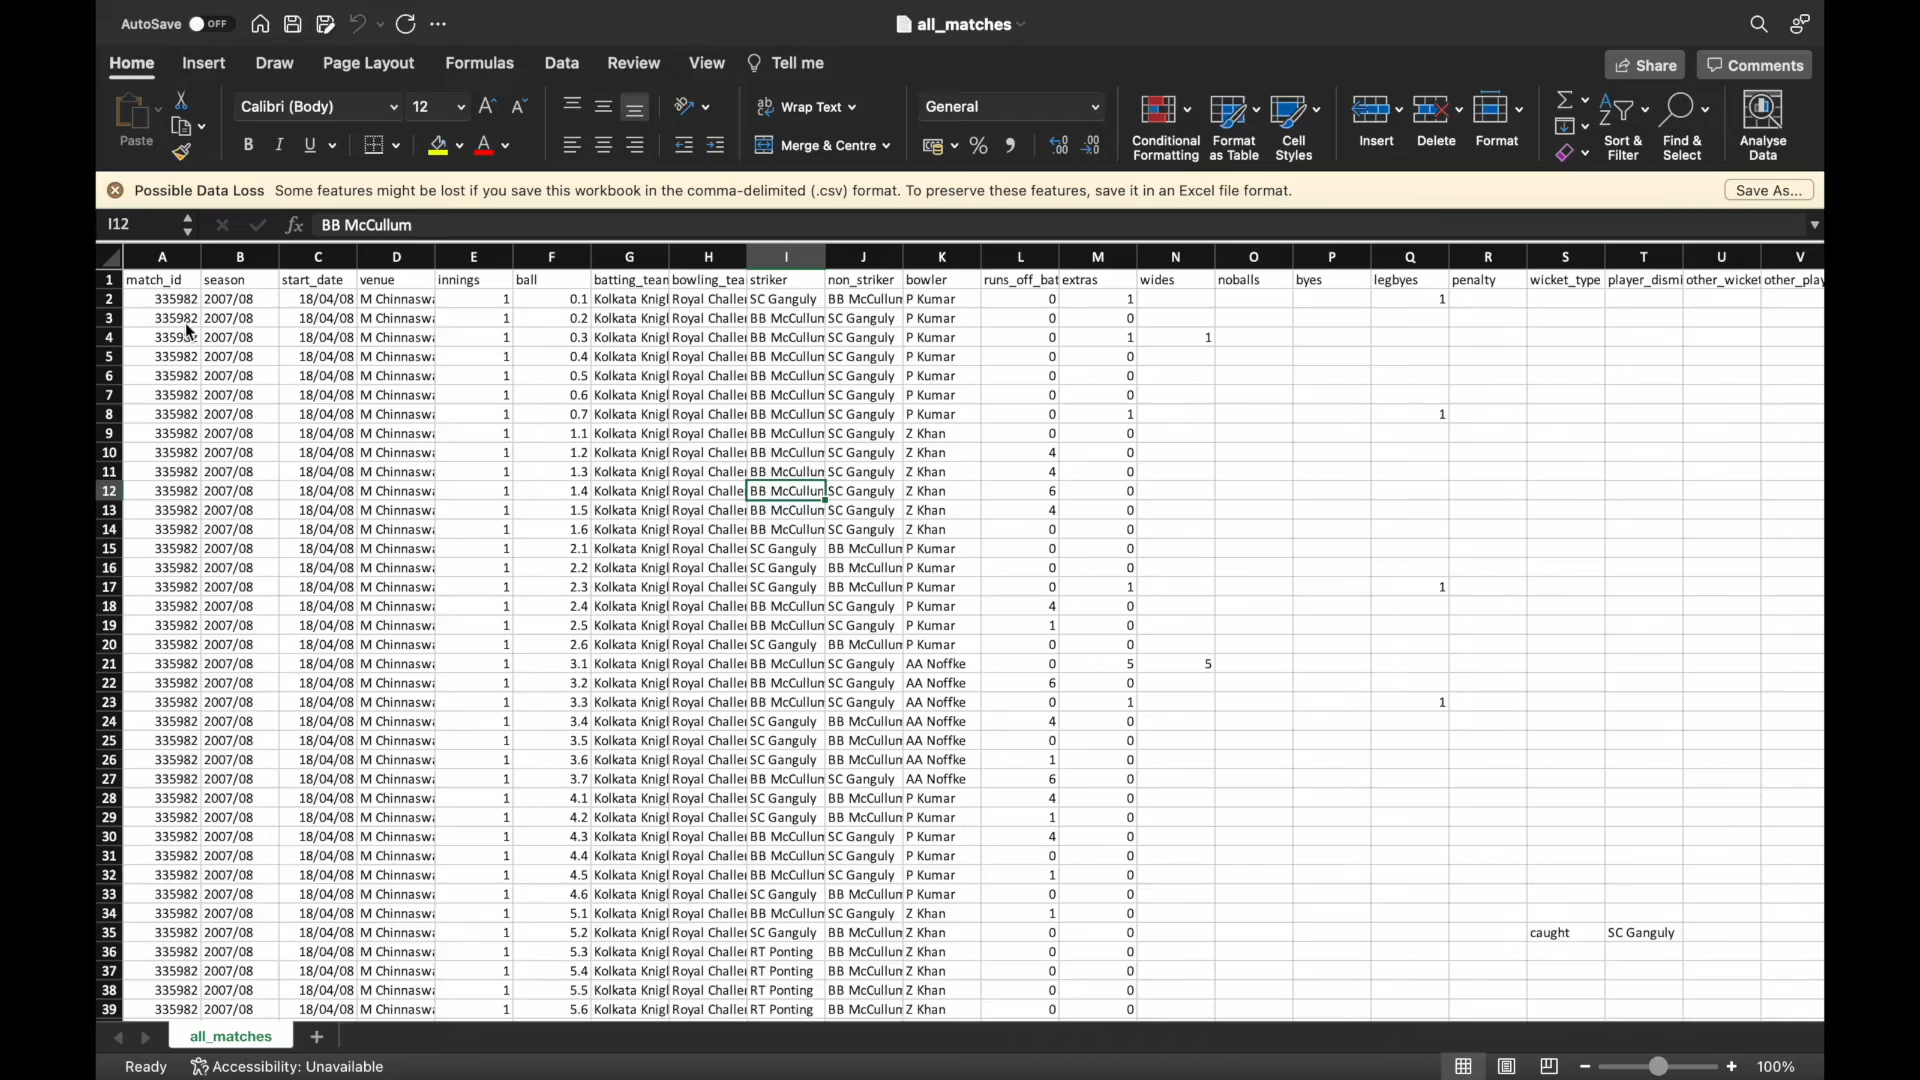 AutoSave OFF all_matches
Home Insert Draw Page Layout Formulas Data Review View Tell me Share Comments
Paste Calibri (Body) 12 Wrap Text General
B I U Merge & Centre % Conditional Formatting Format as Table Cell Styles Insert Delete Format Sort & Filter Find & Select Analyse Data
Possible Data Loss Some features might be lost if you save this workbook in the comma-delimited (.csv) format. To preserve these features, save it in an Excel file format. Save As...
I12 fx BB McCullum
A B C D E F G H I J K L M N O P Q R S T U V
1 match_id season start_date venue innings ball batting_team bowling_tea striker non_striker bowler runs_off_bat extras wides noballs byes legbyes penalty wicket_type player_dismi other_wicket other_play
2 335982 2007/08 18/04/08 M Chinnaswa 1 0.1 Kolkata Knigl Royal Challer SC Ganguly BB McCullum P Kumar 0 1 1
3 335982 2007/08 18/04/08 M Chinnaswa 1 0.2 Kolkata Knigl Royal Challer BB McCullum SC Ganguly P Kumar 0 0
4 335982 2007/08 18/04/08 M Chinnaswa 1 0.3 Kolkata Knigl Royal Challer BB McCullum SC Ganguly P Kumar 0 1 1
5 335982 2007/08 18/04/08 M Chinnaswa 1 0.4 Kolkata Knigl Royal Challer BB McCullum SC Ganguly P Kumar 0 0
6 335982 2007/08 18/04/08 M Chinnaswa 1 0.5 Kolkata Knigl Royal Challer BB McCullum SC Ganguly P Kumar 0 0
7 335982 2007/08 18/04/08 M Chinnaswa 1 0.6 Kolkata Knigl Royal Challer BB McCullum SC Ganguly P Kumar 0 0
8 335982 2007/08 18/04/08 M Chinnaswa 1 0.7 Kolkata Knigl Royal Challer BB McCullum SC Ganguly P Kumar 0 1 1
9 335982 2007/08 18/04/08 M Chinnaswa 1 1.1 Kolkata Knigl Royal Challer BB McCullum SC Ganguly Z Khan 0 0
10 335982 2007/08 18/04/08 M Chinnaswa 1 1.2 Kolkata Knigl Royal Challer BB McCullum SC Ganguly Z Khan 4 0
11 335982 2007/08 18/04/08 M Chinnaswa 1 1.3 Kolkata Knigl Royal Challer BB McCullum SC Ganguly Z Khan 4 0
12 335982 2007/08 18/04/08 M Chinnaswa 1 1.4 Kolkata Knigl Royal Challe BB McCullum SC Ganguly Z Khan 6 0
13 335982 2007/08 18/04/08 M Chinnaswa 1 1.5 Kolkata Knigl Royal Challer BB McCullum SC Ganguly Z Khan 4 0
14 335982 2007/08 18/04/08 M Chinnaswa 1 1.6 Kolkata Knigl Royal Challer BB McCullum SC Ganguly Z Khan 0 0
15 335982 2007/08 18/04/08 M Chinnaswa 1 2.1 Kolkata Knigl Royal Challer SC Ganguly BB McCullum P Kumar 0 0
16 335982 2007/08 18/04/08 M Chinnaswa 1 2.2 Kolkata Knigl Royal Challer SC Ganguly BB McCullum P Kumar 0 0
17 335982 2007/08 18/04/08 M Chinnaswa 1 2.3 Kolkata Knigl Royal Challer SC Ganguly BB McCullum P Kumar 0 1 1
18 335982 2007/08 18/04/08 M Chinnaswa 1 2.4 Kolkata Knigl Royal Challer BB McCullum SC Ganguly P Kumar 4 0
19 335982 2007/08 18/04/08 M Chinnaswa 1 2.5 Kolkata Knigl Royal Challer BB McCullum SC Ganguly P Kumar 1 0
20 335982 2007/08 18/04/08 M Chinnaswa 1 2.6 Kolkata Knigl Royal Challer SC Ganguly BB McCullum P Kumar 0 0
21 335982 2007/08 18/04/08 M Chinnaswa 1 3.1 Kolkata Knigl Royal Challer BB McCullum SC Ganguly AA Noffke 0 5 5
22 335982 2007/08 18/04/08 M Chinnaswa 1 3.2 Kolkata Knigl Royal Challer BB McCullum SC Ganguly AA Noffke 6 0
23 335982 2007/08 18/04/08 M Chinnaswa 1 3.3 Kolkata Knigl Royal Challer BB McCullum SC Ganguly AA Noffke 0 1 1
24 335982 2007/08 18/04/08 M Chinnaswa 1 3.4 Kolkata Knigl Royal Challer SC Ganguly BB McCullum AA Noffke 4 0
25 335982 2007/08 18/04/08 M Chinnaswa 1 3.5 Kolkata Knigl Royal Challer SC Ganguly BB McCullum AA Noffke 0 0
26 335982 2007/08 18/04/08 M Chinnaswa 1 3.6 Kolkata Knigl Royal Challer SC Ganguly BB McCullum AA Noffke 1 0
27 335982 2007/08 18/04/08 M Chinnaswa 1 3.7 Kolkata Knigl Royal Challer BB McCullum SC Ganguly AA Noffke 6 0
28 335982 2007/08 18/04/08 M Chinnaswa 1 4.1 Kolkata Knigl Royal Challer SC Ganguly BB McCullum P Kumar 4 0
29 335982 2007/08 18/04/08 M Chinnaswa 1 4.2 Kolkata Knigl Royal Challer SC Ganguly BB McCullum P Kumar 1 0
30 335982 2007/08 18/04/08 M Chinnaswa 1 4.3 Kolkata Knigl Royal Challer BB McCullum SC Ganguly P Kumar 4 0
31 335982 2007/08 18/04/08 M Chinnaswa 1 4.4 Kolkata Knigl Royal Challer BB McCullum SC Ganguly P Kumar 0 0
32 335982 2007/08 18/04/08 M Chinnaswa 1 4.5 Kolkata Knigl Royal Challer BB McCullum SC Ganguly P Kumar 1 0
33 335982 2007/08 18/04/08 M Chinnaswa 1 4.6 Kolkata Knigl Royal Challer SC Ganguly BB McCullum P Kumar 0 0
34 335982 2007/08 18/04/08 M Chinnaswa 1 5.1 Kolkata Knigl Royal Challer BB McCullum SC Ganguly Z Khan 1 0
35 335982 2007/08 18/04/08 M Chinnaswa 1 5.2 Kolkata Knigl Royal Challer SC Ganguly BB McCullum Z Khan 0 0 caught SC Ganguly
36 335982 2007/08 18/04/08 M Chinnaswa 1 5.3 Kolkata Knigl Royal Challer RT Ponting BB McCullum Z Khan 0 0
37 335982 2007/08 18/04/08 M Chinnaswa 1 5.4 Kolkata Knigl Royal Challer RT Ponting BB McCullum Z Khan 0 0
38 335982 2007/08 18/04/08 M Chinnaswa 1 5.5 Kolkata Knigl Royal Challer RT Ponting BB McCullum Z Khan 0 0
39 335982 2007/08 18/04/08 M Chinnaswa 1 5.6 Kolkata Knigl Royal Challer RT Ponting BB McCullum Z Khan 0 0
all_matches
Ready Accessibility: Unavailable 100%